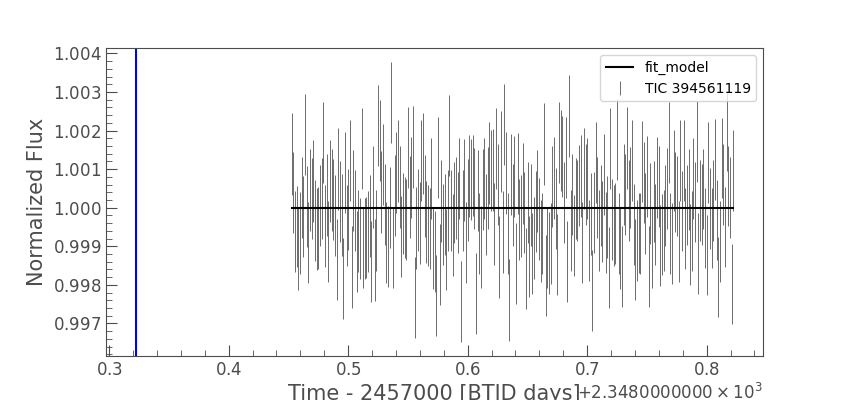 1.004
1.003
1.002
1.001
1.000
0.999
0.998
0.997
Normalized Flux
fit_model
TIC 394561119
0.3 0.4 0.5 0.6 0.7 0.8
Time - 2457000 [BTJD days]
+2.3480000000 × 10³